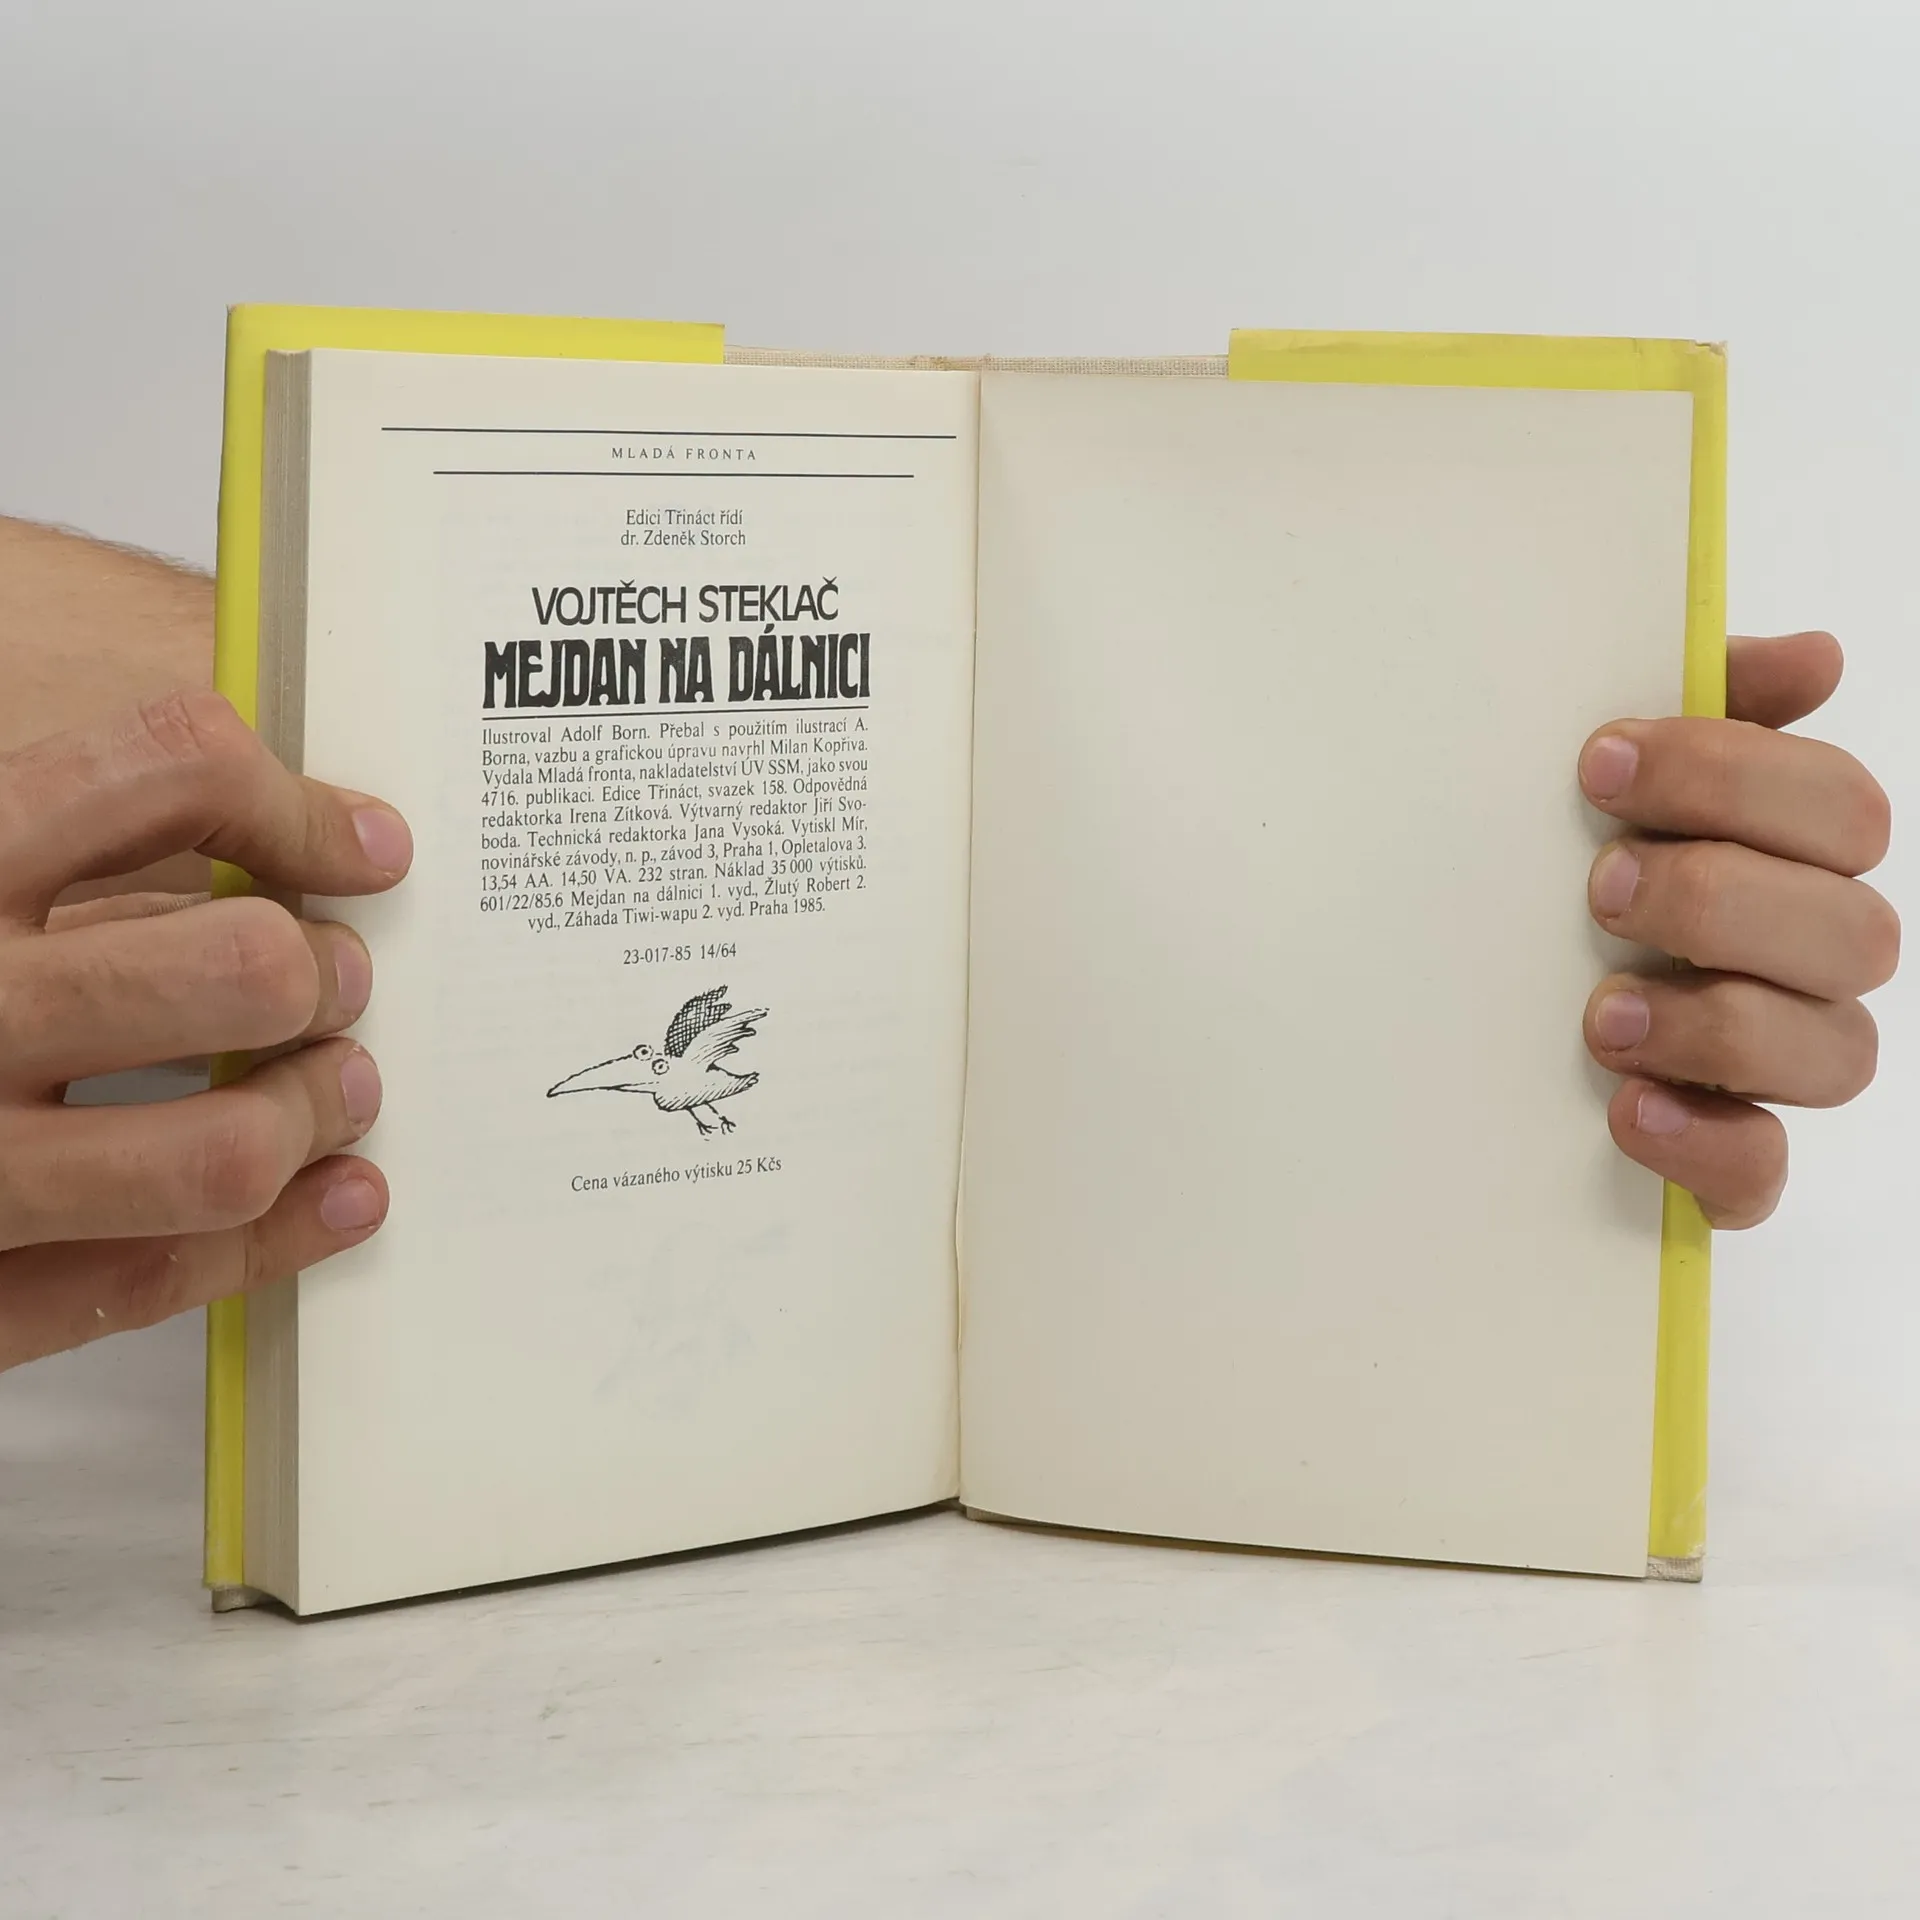 MLADÁ FRONTA
Edici Třináct řídí
dr. Zdeněk Storch
VOJTĚCH STEKLAČ
MEJDAN NA DÁLNICI
Ilustroval Adolf Born. Přebal s použitím ilustrací A.
Borna, vazbu a grafickou úpravu navrhl Milan Kopřiva.
Vydala Mladá fronta, nakladatelství ÚV SSM, jako svou
4716. publikaci. Edice Třináct, svazek 158. Odpovědná
redaktorka Irena Zítková. Výtvarný redaktor Jiří Svo-
boda. Technická redaktorka Jana Vysoká. Vytiskl Mír,
novinářské závody, n. p., závod 3, Praha 1, Opletalova 3.
13,54 AA. 14,50 VA. 232 stran. Náklad 35 000 výtisků.
601/22/85.6 Mejdan na dálnici 1. vyd., Žlutý Robert 2.
vyd., Záhada Tiwi-wapu 2. vyd. Praha 1985.
23-017-85 14/64
Cena vázaného výtisku 25 Kčs